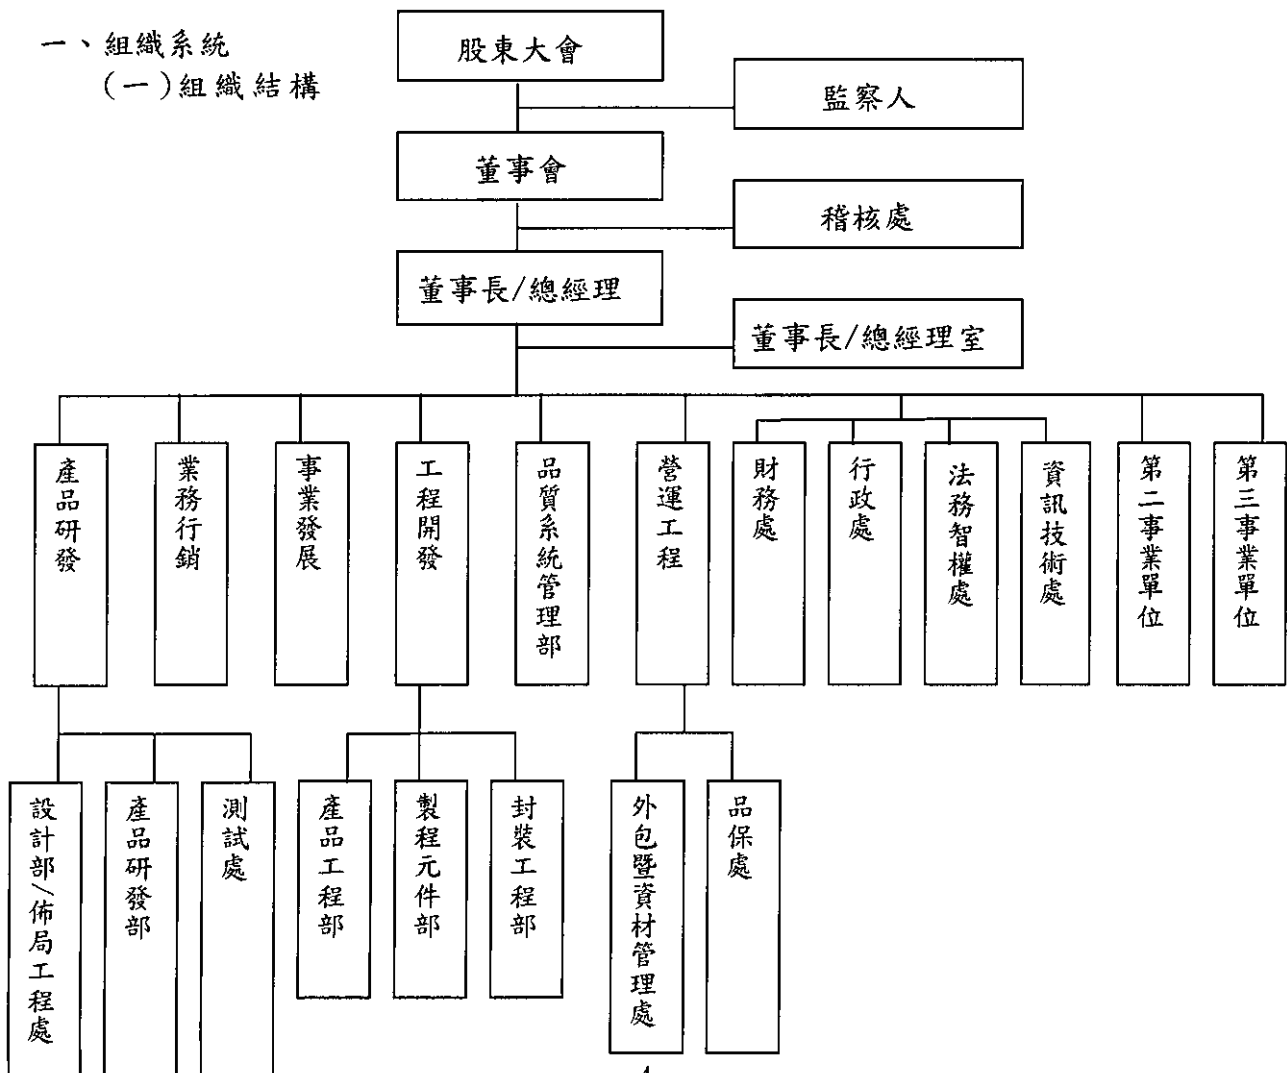 一、組織系統
(一)組織結構
股東大會
監察人
董事會
稽核處
董事長/總經理
董事長/總經理室
產品研發
業務行銷
事業發展
工程開發
品質系統管理部
營運工程
財務處
行政處
法務智權處
資訊技術處
第二事業單位
第三事業單位
設計部/佈局工程處
產品研發部
測試處
產品工程部
製程元件部
封裝工程部
外包暨資材管理處
品保處